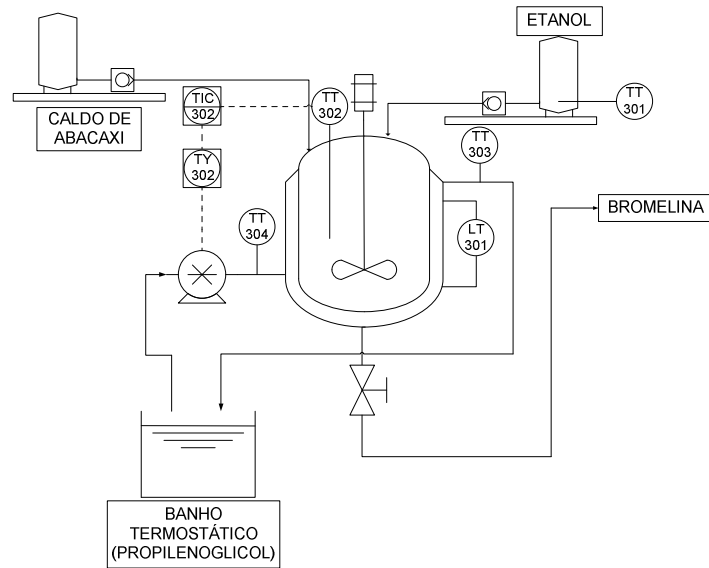 ETANOL
CALDO DE
ABACAXI
TIC
302
TT
302
TT
301
TY
302
TT
303
TT
304
LT
301
BROMELINA
BANHO
TERMOSTÁTICO
(PROPILENOGLICOL)